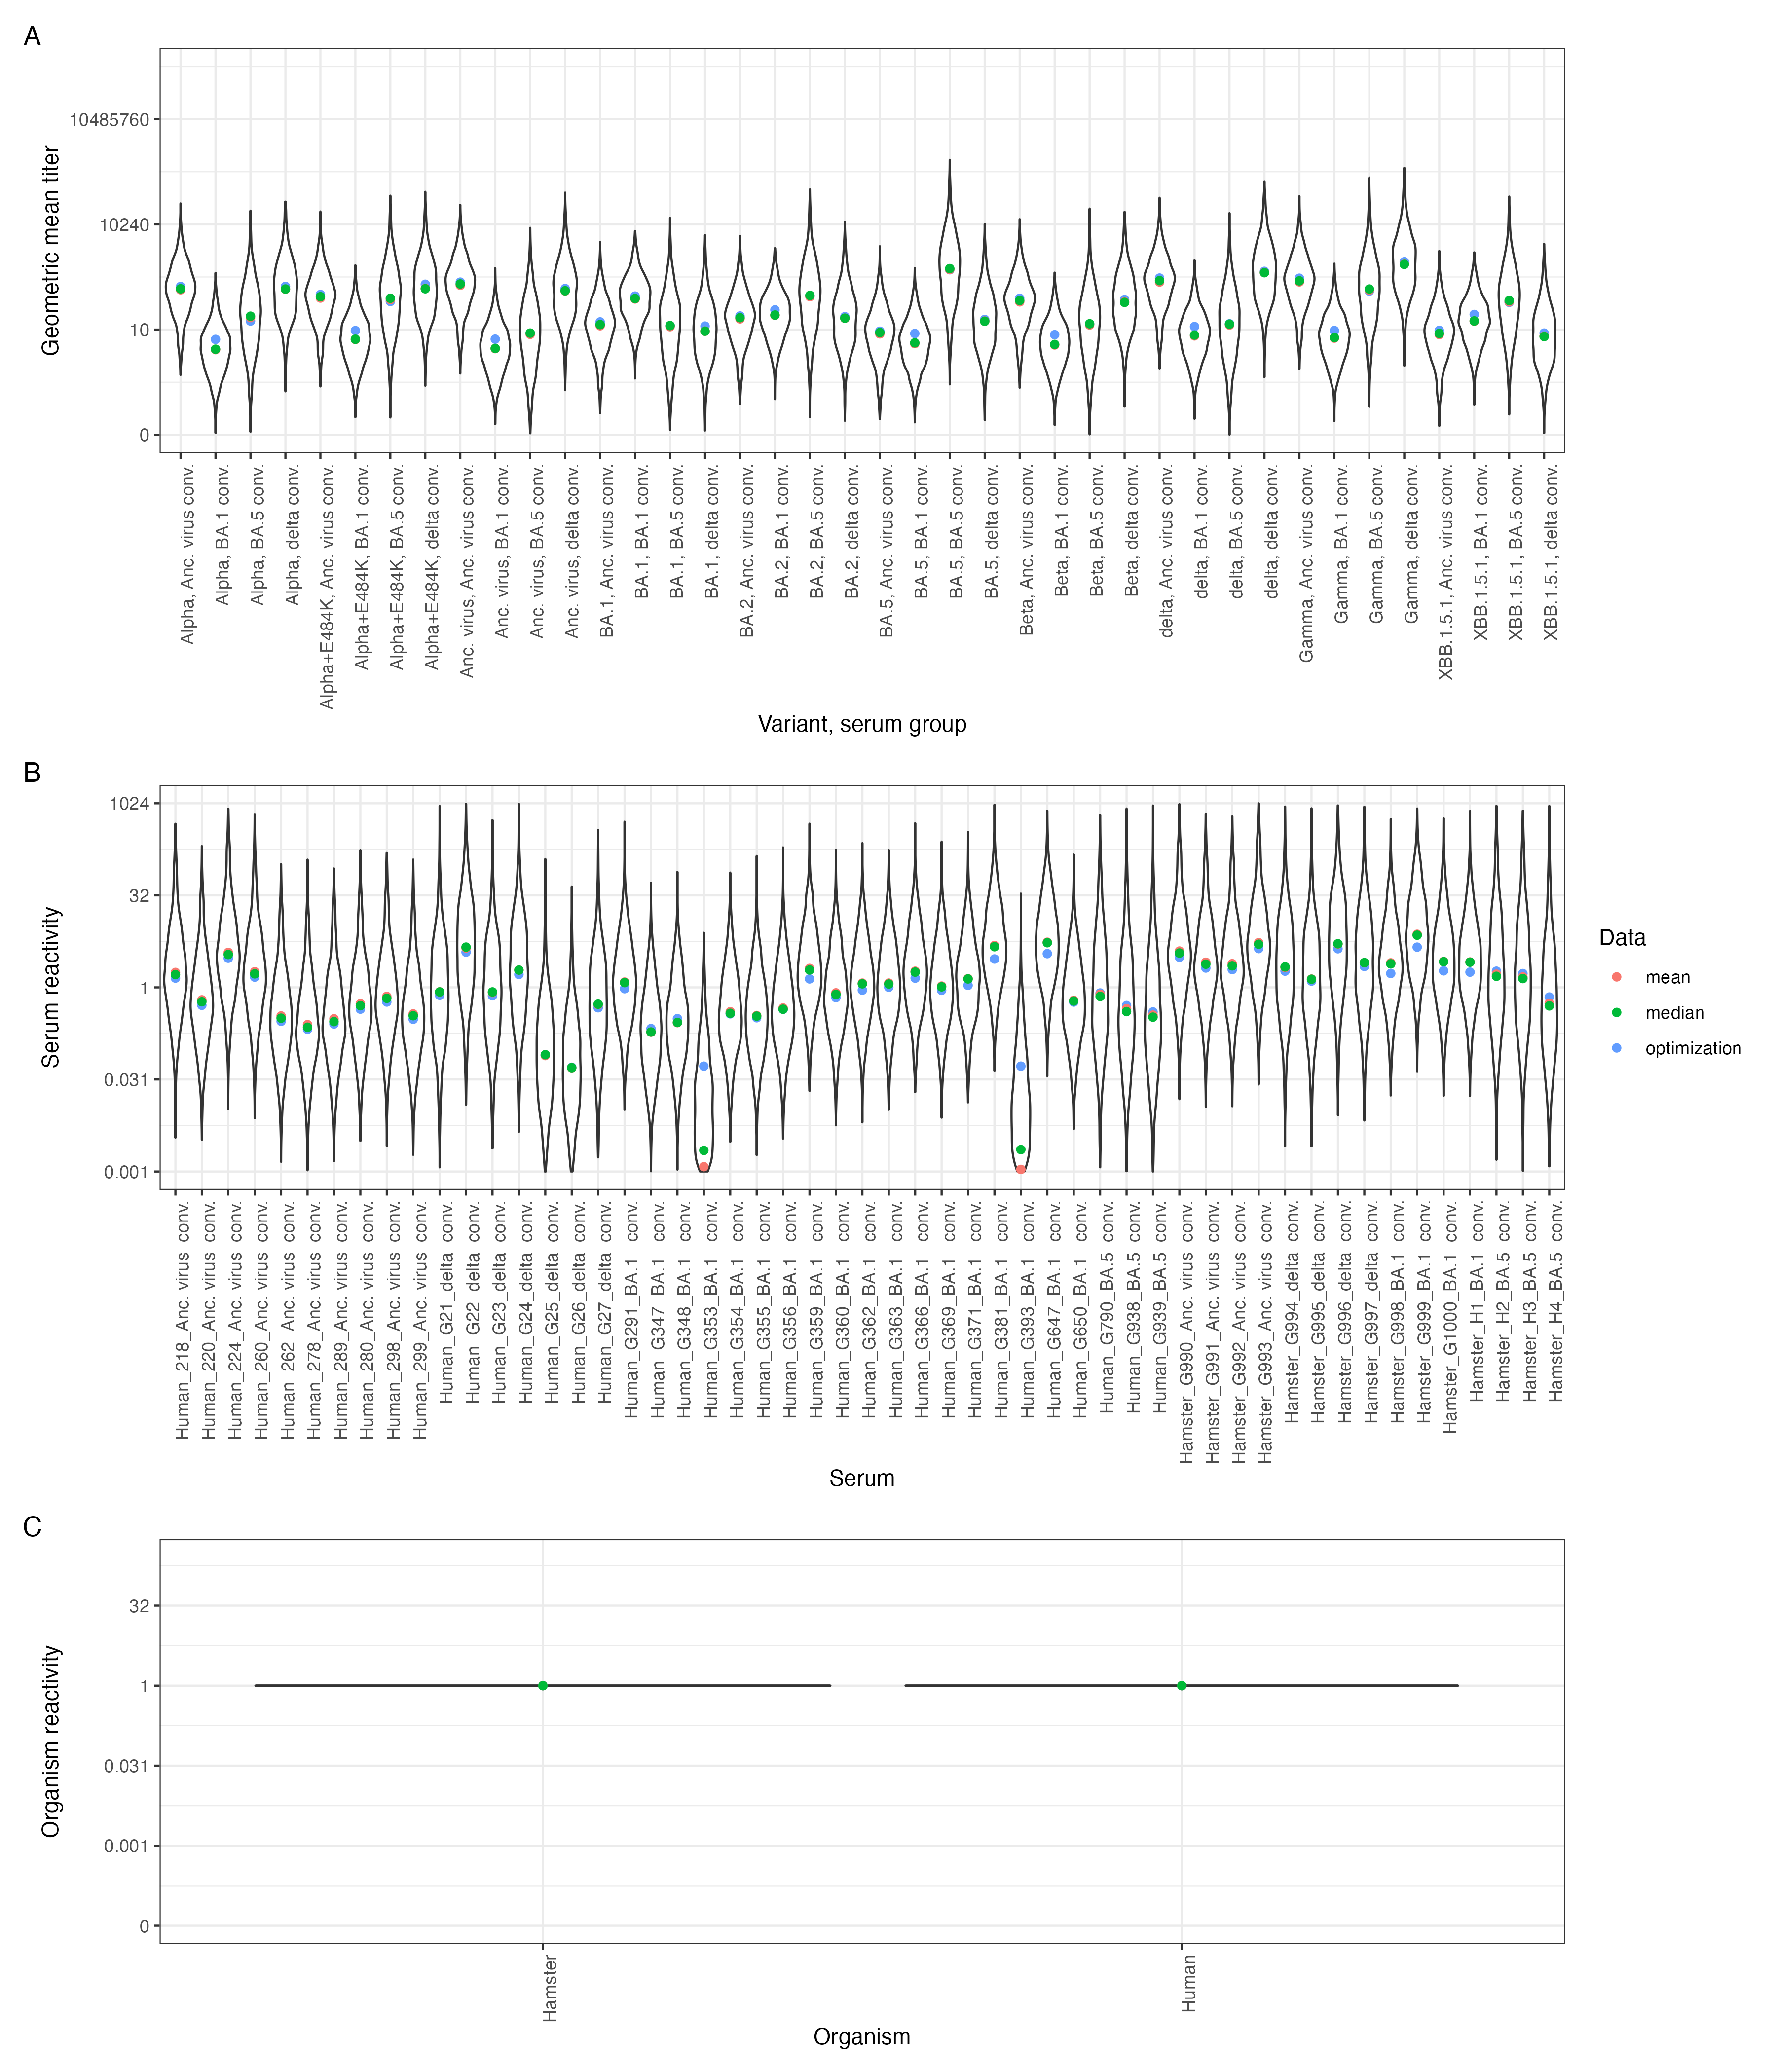 A
Geometric mean titer
10485760
10240
10
0
Alpha, Anc. virus conv.
Alpha, BA.1 conv.
Alpha, BA.5 conv.
Alpha, delta conv.
Alpha+E484K, Anc. virus conv.
Alpha+E484K, BA.1 conv.
Alpha+E484K, BA.5 conv.
Alpha+E484K, delta conv.
Anc. virus, Anc. virus conv.
Anc. virus, BA.1 conv.
Anc. virus, BA.5 conv.
Anc. virus, delta conv.
BA.1, Anc. virus conv.
BA.1, BA.1 conv.
BA.1, BA.5 conv.
BA.1, delta conv.
BA.2, Anc. virus conv.
BA.2, BA.1 conv.
BA.2, BA.5 conv.
BA.2, delta conv.
BA.5, Anc. virus conv.
BA.5, BA.1 conv.
BA.5, BA.5 conv.
BA.5, delta conv.
Beta, Anc. virus conv.
Beta, BA.1 conv.
Beta, BA.5 conv.
Beta, delta conv.
delta, Anc. virus conv.
delta, BA.1 conv.
delta, BA.5 conv.
delta, delta conv.
Gamma, Anc. virus conv.
Gamma, BA.1 conv.
Gamma, BA.5 conv.
Gamma, delta conv.
XBB.1.5.1, Anc. virus conv.
XBB.1.5.1, BA.1 conv.
XBB.1.5.1, BA.5 conv.
XBB.1.5.1, delta conv.
Variant, serum group
B
Serum reactivity
1024
32
1
0.031
0.001
Human_218_Anc. virus conv.
Human_220_Anc. virus conv.
Human_224_Anc. virus conv.
Human_260_Anc. virus conv.
Human_262_Anc. virus conv.
Human_278_Anc. virus conv.
Human_289_Anc. virus conv.
Human_280_Anc. virus conv.
Human_298_Anc. virus conv.
Human_299_Anc. virus conv.
Human_G21_delta conv.
Human_G22_delta conv.
Human_G23_delta conv.
Human_G24_delta conv.
Human_G25_delta conv.
Human_G26_delta conv.
Human_G27_delta conv.
Human_G291_BA.1 conv.
Human_G347_BA.1 conv.
Human_G348_BA.1 conv.
Human_G353_BA.1 conv.
Human_G354_BA.1 conv.
Human_G355_BA.1 conv.
Human_G356_BA.1 conv.
Human_G359_BA.1 conv.
Human_G360_BA.1 conv.
Human_G362_BA.1 conv.
Human_G363_BA.1 conv.
Human_G366_BA.1 conv.
Human_G369_BA.1 conv.
Human_G371_BA.1 conv.
Human_G381_BA.1 conv.
Human_G393_BA.1 conv.
Human_G647_BA.1 conv.
Human_G650_BA.1 conv.
Human_G790_BA.5 conv.
Human_G938_BA.5 conv.
Human_G939_BA.5 conv.
Hamster_G990_Anc. virus conv.
Hamster_G991_Anc. virus conv.
Hamster_G992_Anc. virus conv.
Hamster_G993_Anc. virus conv.
Hamster_G994_delta conv.
Hamster_G995_delta conv.
Hamster_G996_delta conv.
Hamster_G997_delta conv.
Hamster_G998_BA.1 conv.
Hamster_G999_BA.1 conv.
Hamster_G1000_BA.1 conv.
Hamster_H1_BA.1 conv.
Hamster_H2_BA.5 conv.
Hamster_H3_BA.5 conv.
Hamster_H4_BA.5 conv.
Serum
Data
mean
median
optimization
C
Organism reactivity
32
1
0.031
0.001
0
Hamster
Human
Organism